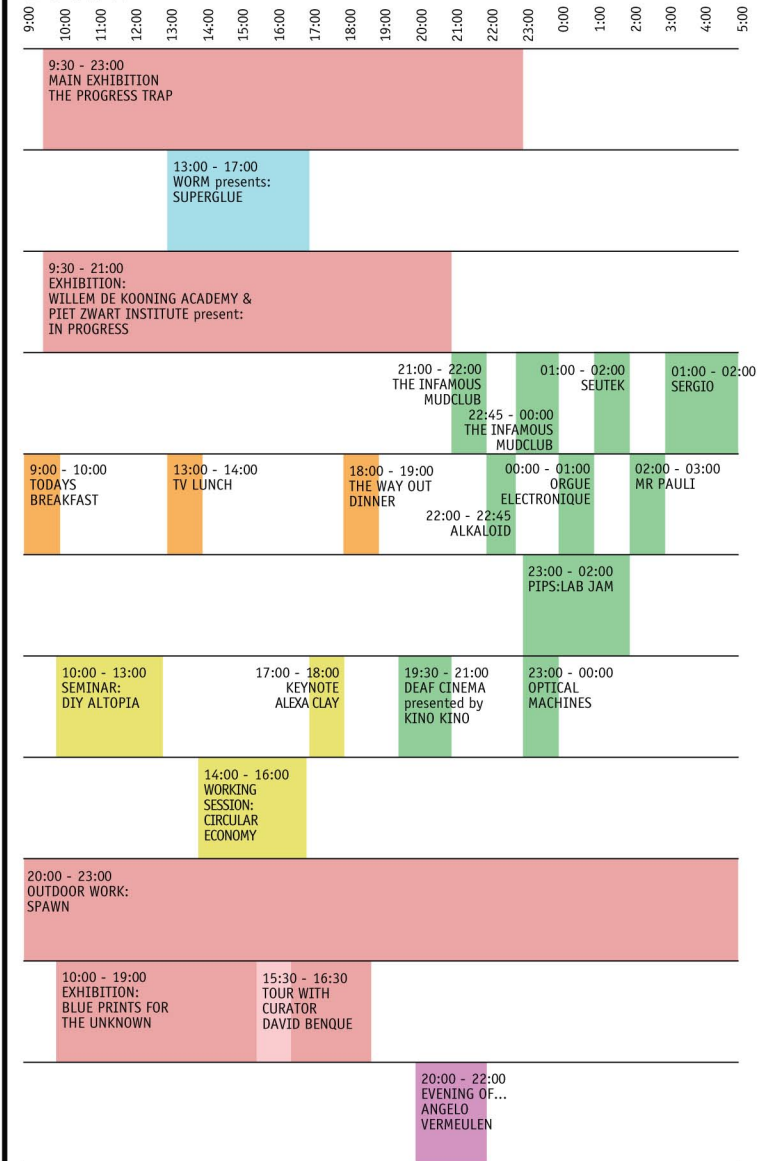 9:00 10:00 11:00 12:00 13:00 14:00 15:00 16:00 17:00 18:00 19:00 20:00 21:00 22:00 23:00 0:00 1:00 2:00 3:00 4:00 5:00
9:30 - 23:00
MAIN EXHIBITION
THE PROGRESS TRAP
13:00 - 17:00
WORM presents:
SUPERGLUE
9:30 - 21:00
EXHIBITION:
WILLEM DE KOONING ACADEMY &
PIET ZWART INSTITUTE present:
IN PROGRESS
21:00 - 22:00
THE INFAMOUS
MUDCLUB
22:45 - 00:00
THE INFAMOUS
MUDCLUB
01:00 - 02:00
SEUTEK
01:00 - 02:00
SERGIO
9:00 - 10:00
TODAYS
BREAKFAST
13:00 - 14:00
TV LUNCH
18:00 - 19:00
THE WAY OUT
DINNER
22:00 - 22:45
ALKALOID
00:00 - 01:00
ORGUE
ELECTRONIQUE
02:00 - 03:00
MR PAULI
23:00 - 02:00
PIPS:LAB JAM
10:00 - 13:00
SEMINAR:
DIY ALTOPIA
17:00 - 18:00
KEYNOTE
ALEXA CLAY
19:30 - 21:00
DEAF CINEMA
presented by
KINO KINO
23:00 - 00:00
OPTICAL
MACHINES
14:00 - 16:00
WORKING
SESSION:
CIRCULAR
ECONOMY
20:00 - 23:00
OUTDOOR WORK:
SPAWN
10:00 - 19:00
EXHIBITION:
BLUE PRINTS FOR
THE UNKNOWN
15:30 - 16:30
TOUR WITH
CURATOR
DAVID BENQUE
20:00 - 22:00
EVENING OF...
ANGELO
VERMEULEN